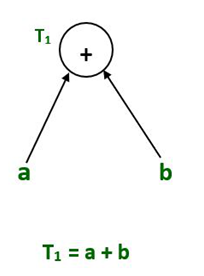 T₁
+
a b
T₁ = a + b